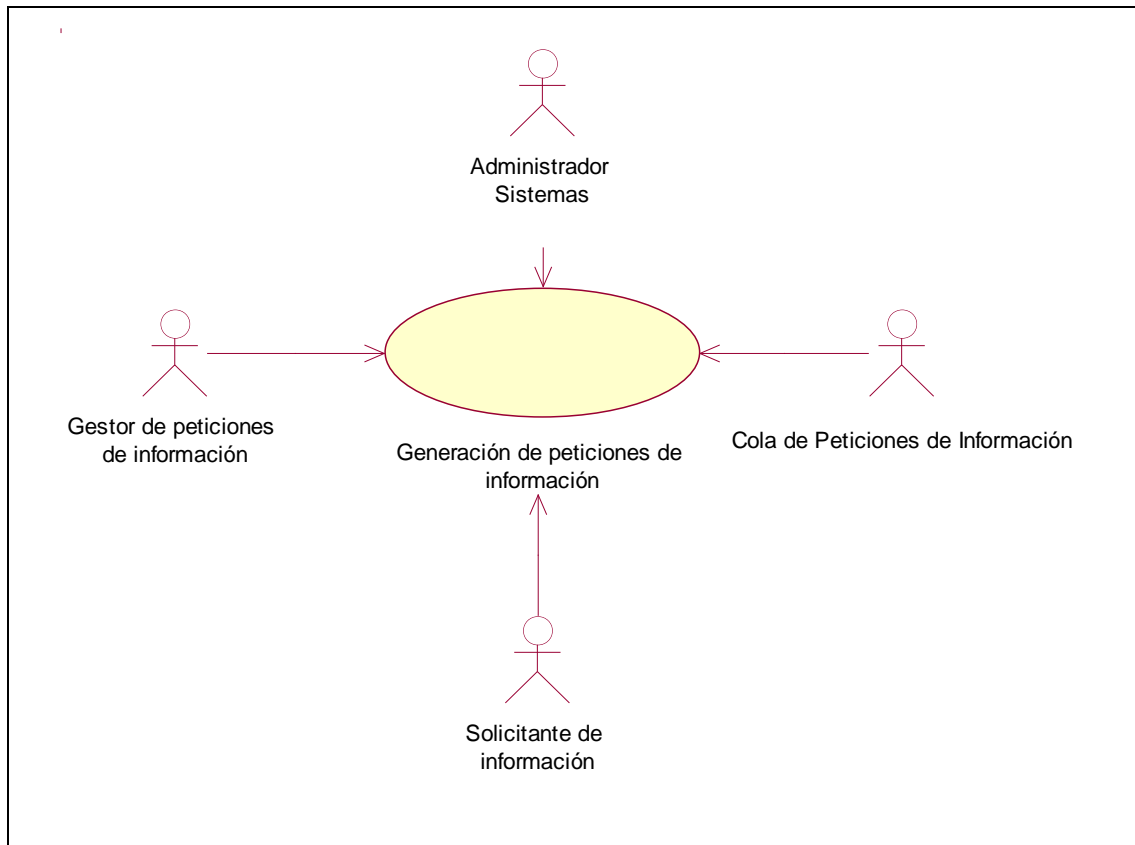 Administrador
Sistemas
Gestor de peticiones
de información
Generación de peticiones de
información
Cola de Peticiones de Información
Solicitante de
información